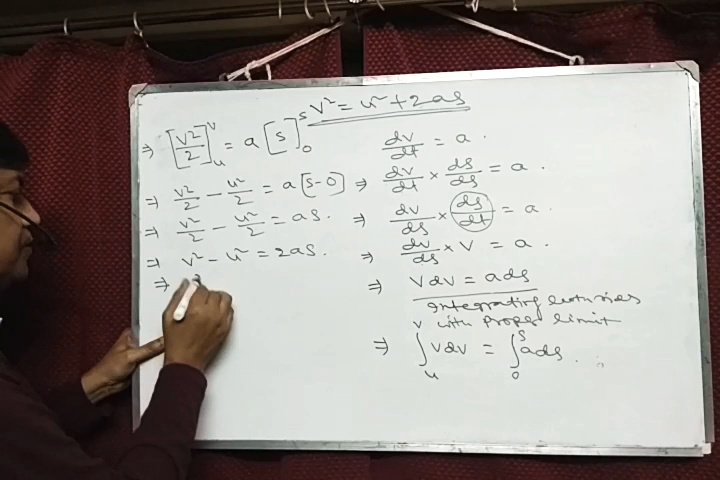 v² = u² + 2as
dv/dt = a .
⇒ dv/dt × ds/ds = a .
⇒ dv/ds × ds/dt = a .
⇒ dv/ds × v = a .
⇒ vdv = ads
Integrating both sides
with proper limit
⇒ ∫ᵤᵛ vdv = ∫₀ˢ ads .
⇒ [v²/2]ᵤᵛ = a [s]₀ˢ
⇒ v²/2 - u²/2 = a [s-0]
⇒ v²/2 - u²/2 = as .
⇒ v² - u² = 2as .
⇒